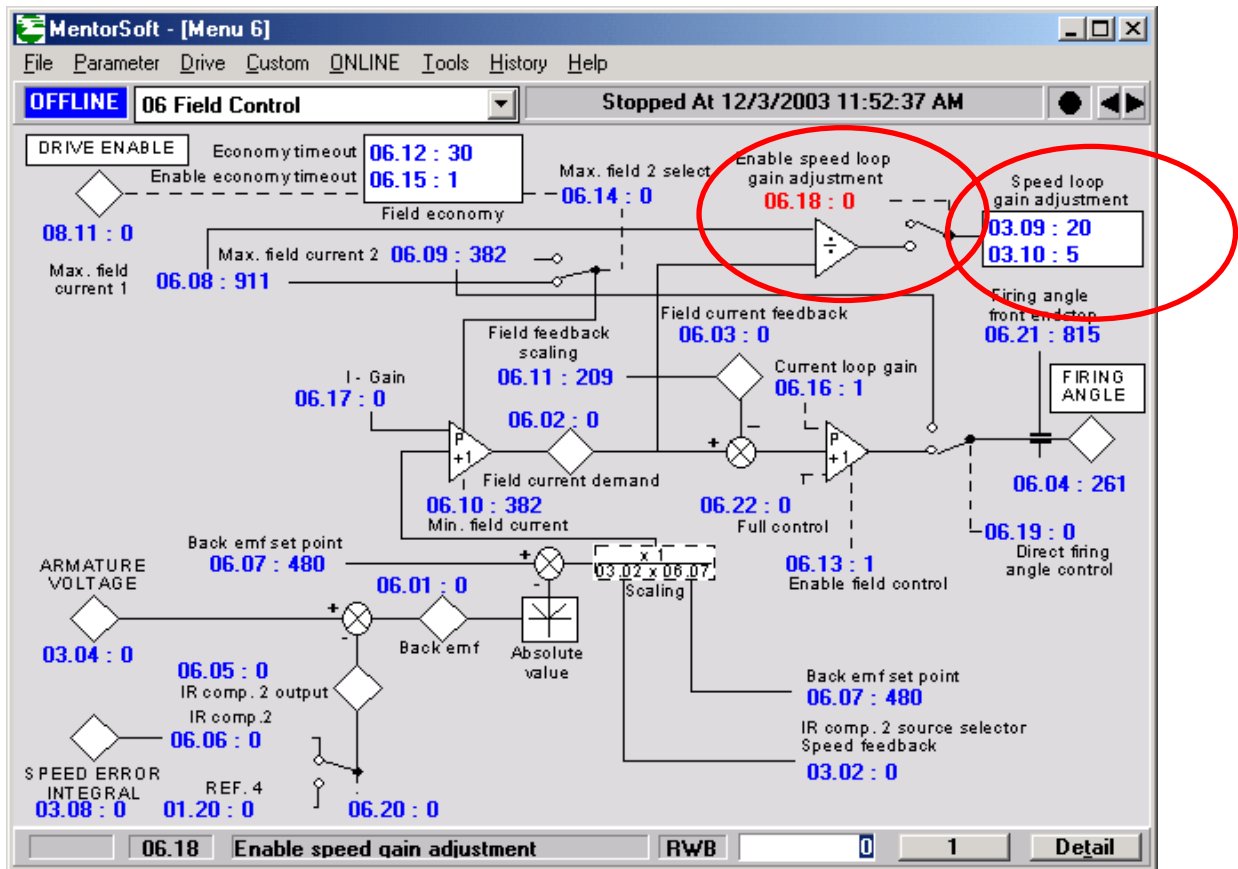 MentorSoft - [Menu 6]
File Parameter Drive Custom ONLINE Tools History Help
OFFLINE 06 Field Control Stopped At 12/3/2003 11:52:37 AM
DRIVE ENABLE
08.11 : 0
Economy timeout 06.12 : 30
Enable economy timeout 06.15 : 1
Field economy
Max. field 2 select
06.14 : 0
Enable speed loop
gain adjustment
06.18 : 0
÷
Speed loop
gain adjustment
03.09 : 20
03.10 : 5
Max. field current 2 06.09 : 382
Max. field
current 1
06.08 : 911
Firing angle
front endstop
06.21 : 815
Field current feedback
06.03 : 0
Field feedback
scaling
06.11 : 209
Current loop gain
06.16 : 1
FIRING
ANGLE
I - Gain
06.17 : 0
06.02 : 0
Field current demand
P
+1
+
-
P
+1
06.04 : 261
06.10 : 382
Min. field current
06.22 : 0
Full control
06.19 : 0
Direct firing
angle control
06.13 : 1
Enable field control
Back emf set point
06.07 : 480
+
-
x 1
03.02 x 06.07
Scaling
ARMATURE
VOLTAGE
03.04 : 0
+
-
06.01 : 0
Back emf
Absolute
value
06.05 : 0
IR comp. 2 output
Back emf set point
06.07 : 480
IR comp.2
06.06 : 0
IR comp. 2 source selector
Speed feedback
03.02 : 0
SPEED ERROR
INTEGRAL
03.08 : 0
REF. 4
01.20 : 0
06.20 : 0
06.18 Enable speed gain adjustment RWB 0 1 Detail